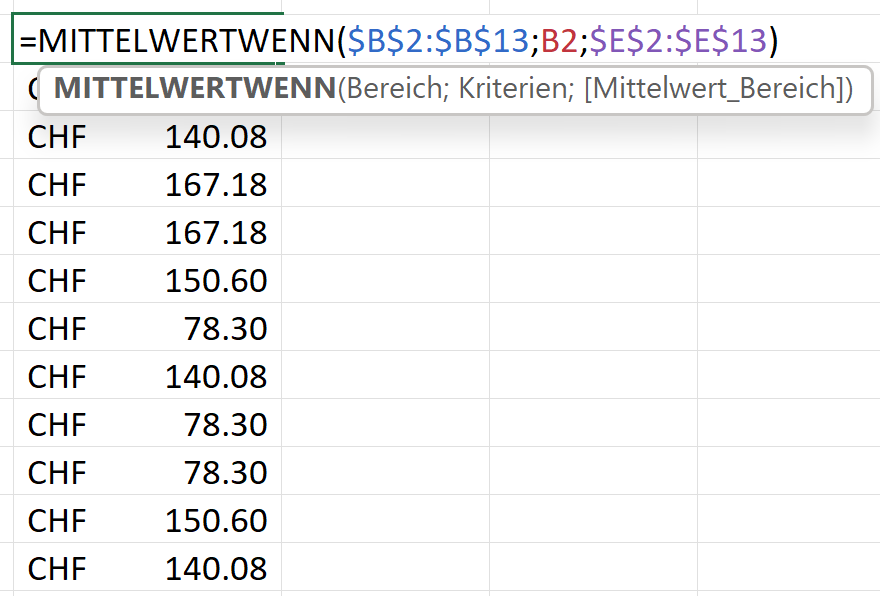 =MITTELWERTWENN($B$2:$B$13;B2;$E$2:$E$13)
MITTELWERTWENN(Bereich; Kriterien; [Mittelwert_Bereich])
CHF 140.08
CHF 167.18
CHF 167.18
CHF 150.60
CHF 78.30
CHF 140.08
CHF 78.30
CHF 78.30
CHF 150.60
CHF 140.08